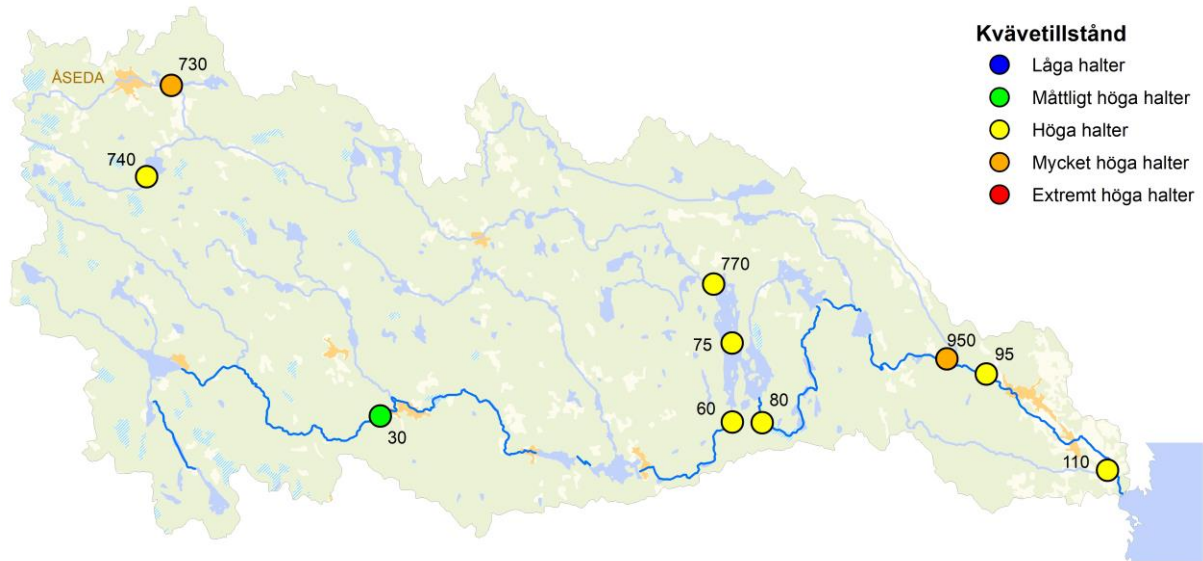 Kvävetillstånd
Låga halter
Måttligt höga halter
Höga halter
Mycket höga halter
Extremt höga halter
730
ÅSEDA
740
770
75
950
95
60
80
30
110